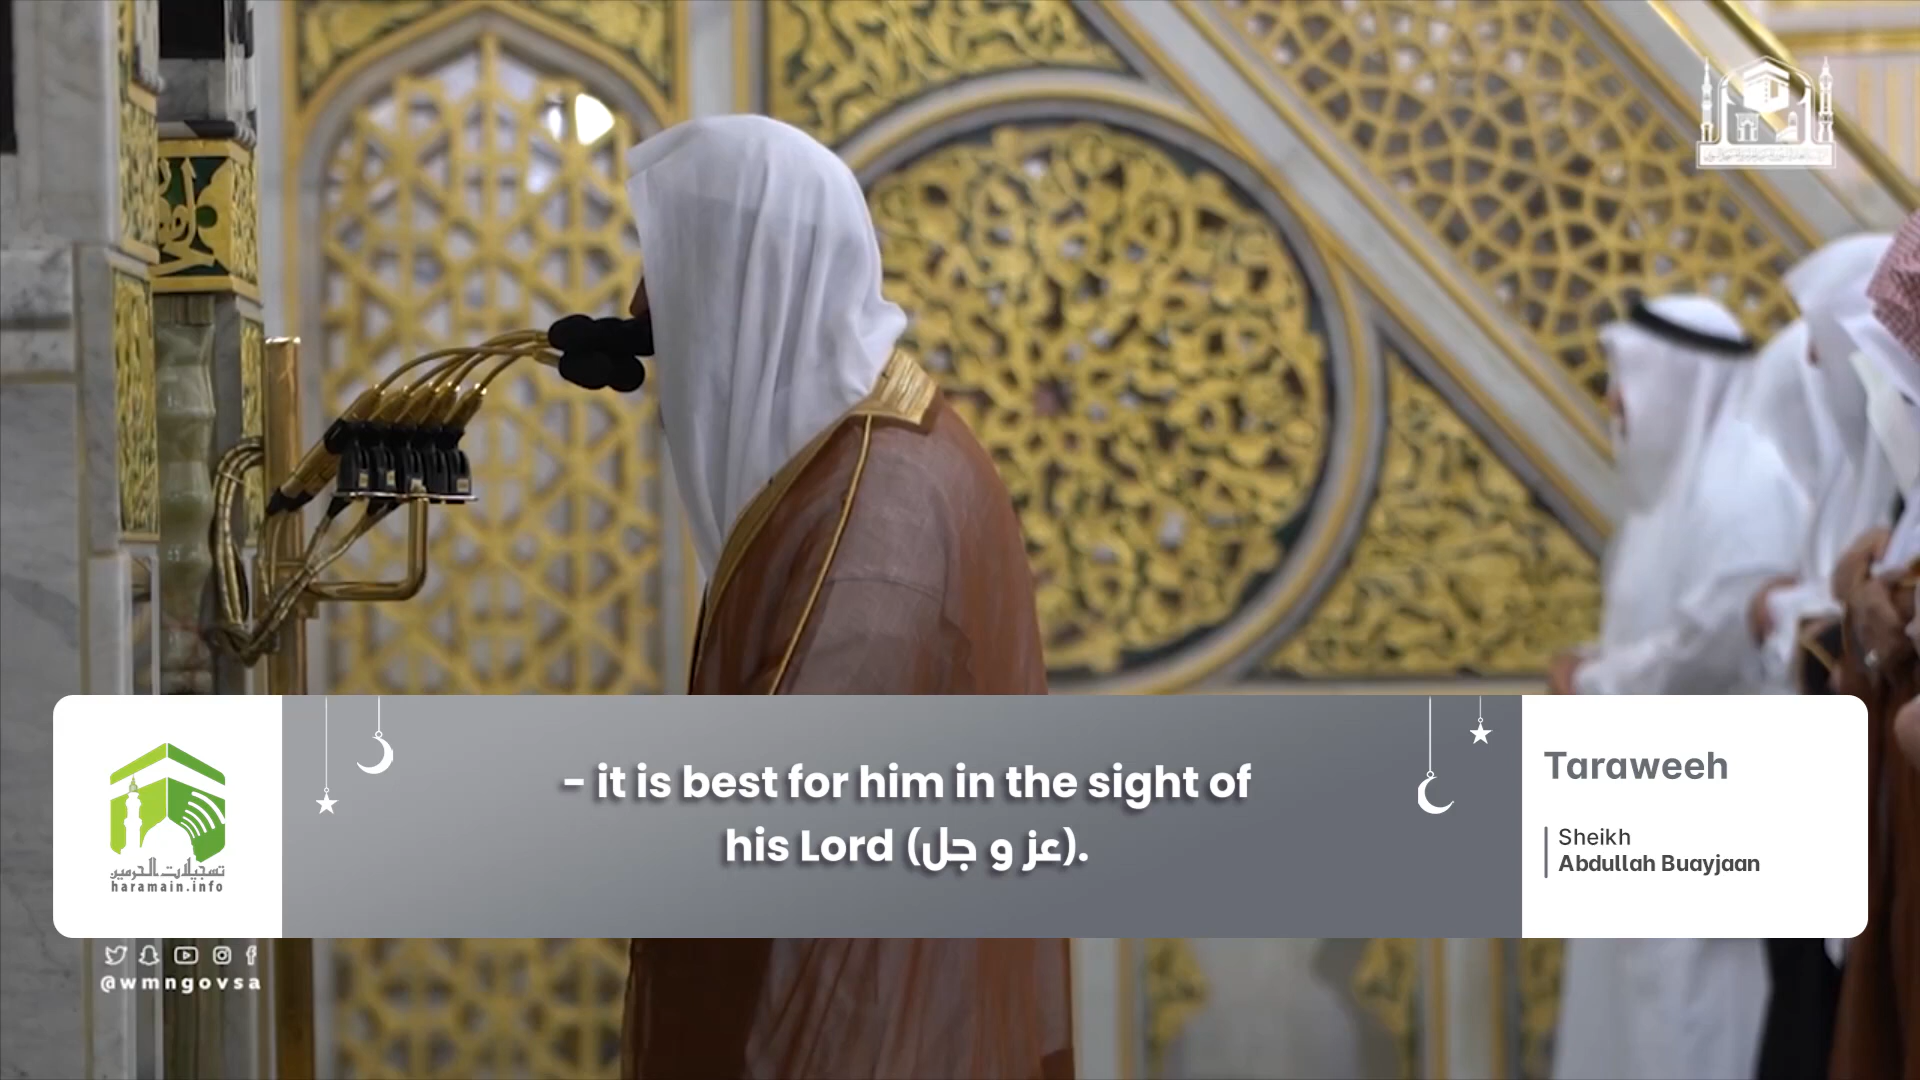 - it is best for him in the sight of
his Lord (عز و جل).
Taraweeh
Sheikh
Abdullah Buayjaan
تسجيلات الحرمين
haramain.info
@wmngovsa